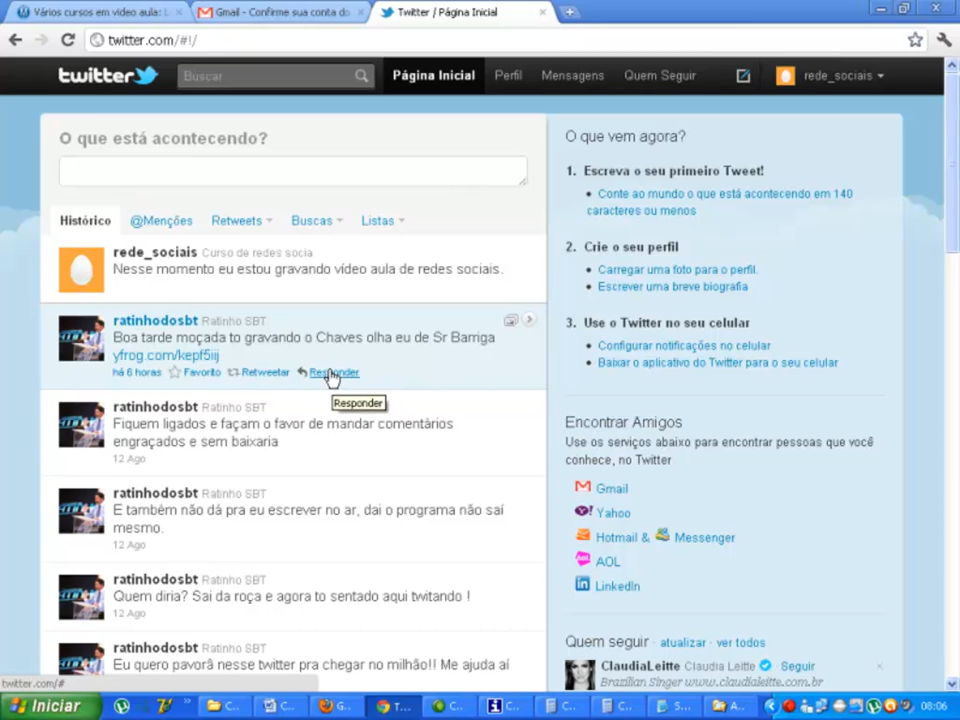 Vários cursos em vídeo aula: L
Gmail - Confirme sua conta do
Twitter / Página Inicial
twitter.com/#!/
twitter
Buscar
Página Inicial
Perfil
Mensagens
Quem Seguir
rede_sociais
O que está acontecendo?
Histórico
@Menções
Retweets
Buscas
Listas
rede_sociais Curso de redes socia
Nesse momento eu estou gravando vídeo aula de redes sociais.
ratinhodosbt Ratinho SBT
Boa tarde moçada to gravando o Chaves olha eu de Sr Barriga
yfrog.com/kepf5iij
há 6 horas Favorito Retweetar Responder
Responder
ratinhodosbt Ratinho SBT
Fiquem ligados e façam o favor de mandar comentários
engraçados e sem baixaria
12 Ago
ratinhodosbt Ratinho SBT
E também não dá pra eu escrever no ar, dai o programa não saí
mesmo.
12 Ago
ratinhodosbt Ratinho SBT
Quem diria? Sai da roça e agora to sentado aqui twitando !
12 Ago
ratinhodosbt Ratinho SBT
Eu quero pavorâ nesse twitter pra chegar no milhão!! Me ajuda aí
O que vem agora?
1. Escreva o seu primeiro Tweet!
Conte ao mundo o que está acontecendo em 140
caracteres ou menos
2. Crie o seu perfil
Carregar uma foto para o perfil.
Escrever uma breve biografia
3. Use o Twitter no seu celular
Configurar notificações no celular
Baixar o aplicativo do Twitter para o seu celular
Encontrar Amigos
Use os serviços abaixo para encontrar pessoas que você
conhece, no Twitter
Gmail
Yahoo
Hotmail & Messenger
AOL
LinkedIn
Quem seguir · atualizar · ver todos
ClaudiaLeitte Claudia Leitte Seguir
Brazilian Singer www.claudialeitte.com.br
twitter.com/#
Iniciar
C...
C...
G...
T...
C...
C...
C...
C...
S...
A...
08:06